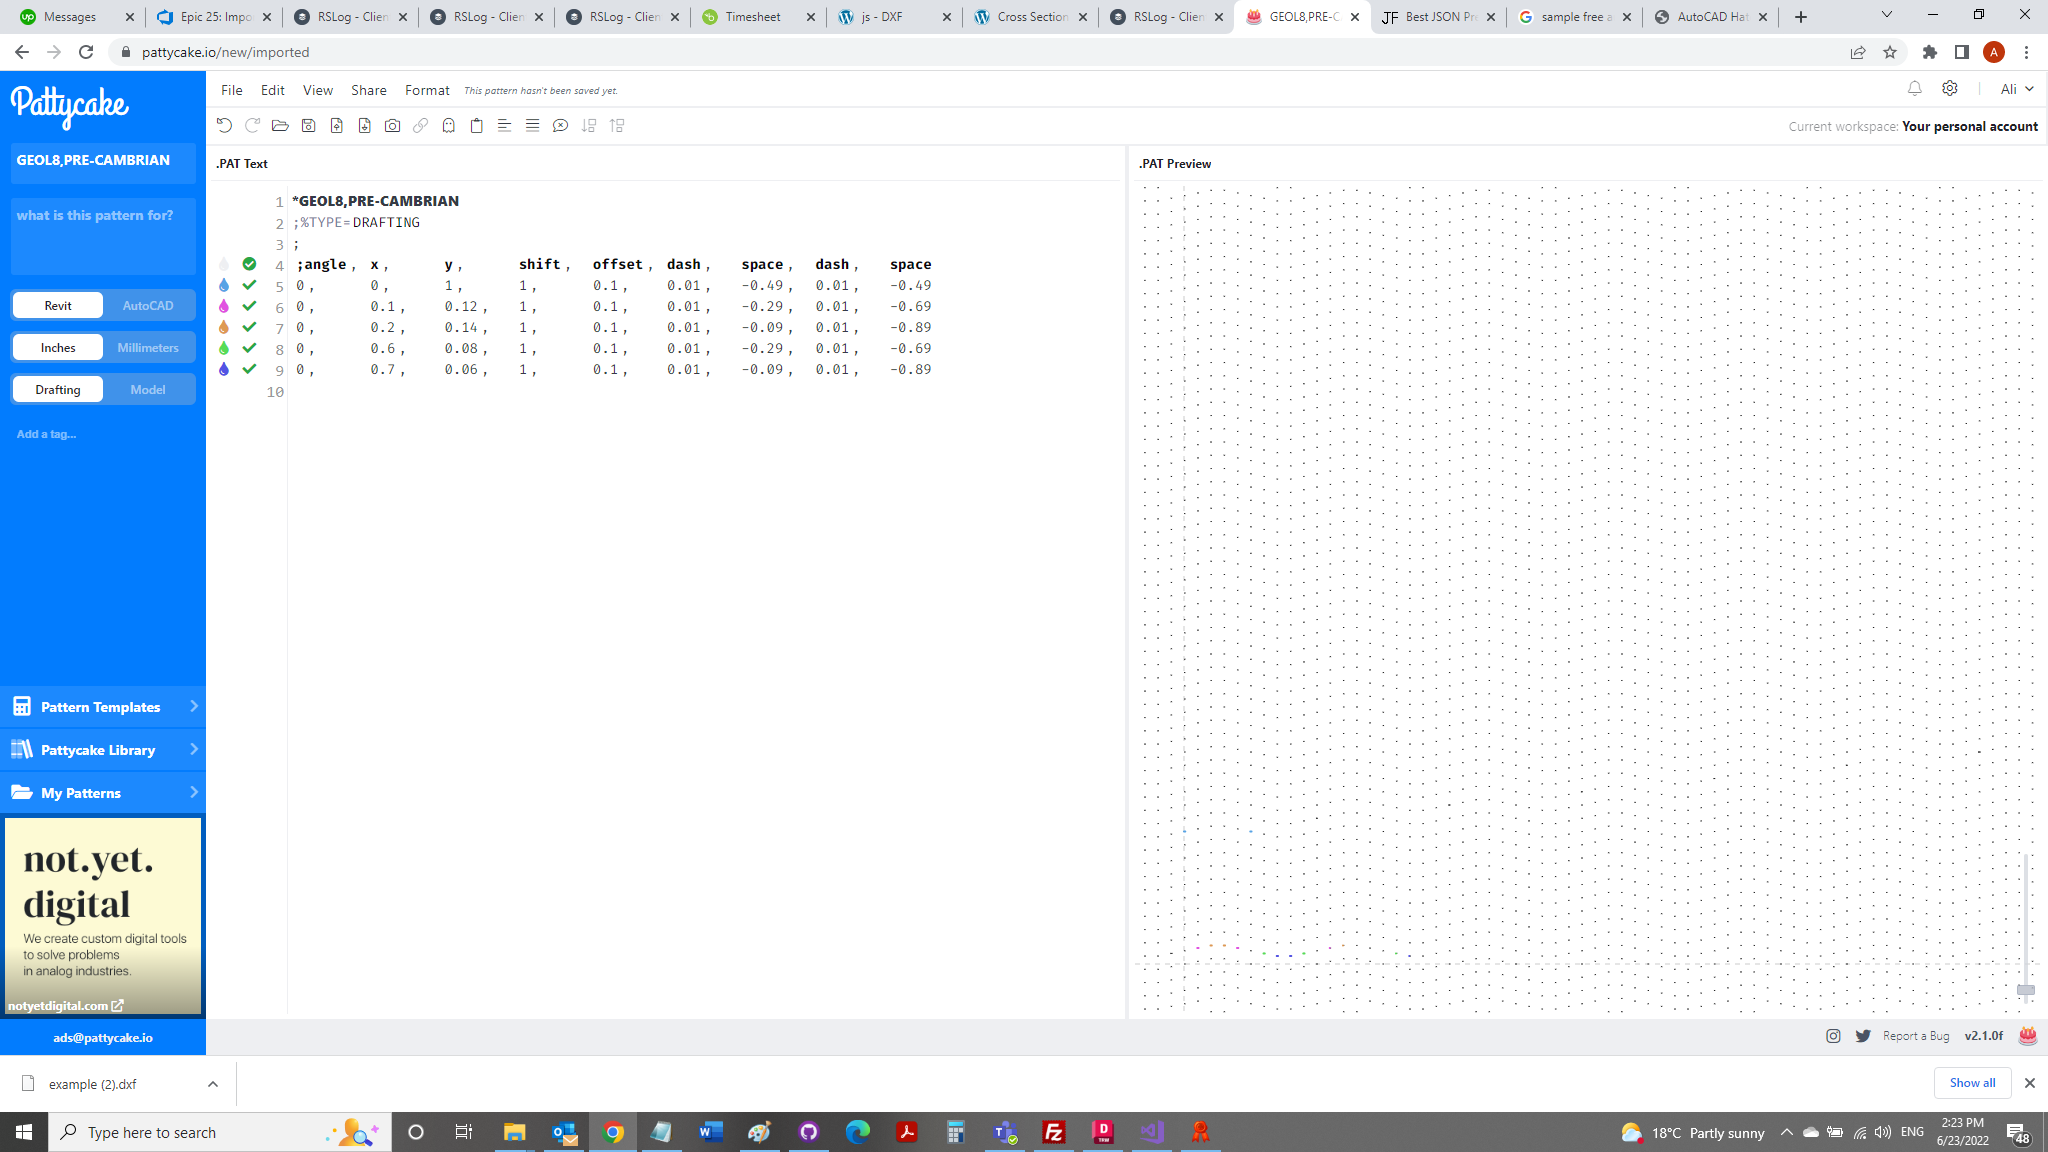 Messages
Epic 25: Impo
RSLog - Clien
RSLog - Clien
RSLog - Clien
Timesheet
js - DXF
Cross Section
RSLog - Clien
GEOL8,PRE-C
JF Best JSON Pr
sample free a
AutoCAD Hat
pattycake.io/new/imported
A
Pattycake
File Edit View Share Format This pattern hasn't been saved yet.
Ali
Current workspace: Your personal account
GEOL8,PRE-CAMBRIAN
what is this pattern for?
Revit AutoCAD
Inches Millimeters
Drafting Model
Add a tag...
.PAT Text
1 *GEOL8,PRE-CAMBRIAN
2 ;%TYPE=DRAFTING
3 ;
4 ;angle, x, y, shift, offset, dash, space, dash, space
5 0, 0, 1, 1, 0.1, 0.01, -0.49, 0.01, -0.49
6 0, 0.1, 0.12, 1, 0.1, 0.01, -0.29, 0.01, -0.69
7 0, 0.2, 0.14, 1, 0.1, 0.01, -0.09, 0.01, -0.89
8 0, 0.6, 0.08, 1, 0.1, 0.01, -0.29, 0.01, -0.69
9 0, 0.7, 0.06, 1, 0.1, 0.01, -0.09, 0.01, -0.89
10
.PAT Preview
Pattern Templates
Pattycake Library
My Patterns
not.yet.
digital
We create custom digital tools
to solve problems
in analog industries.
notyetdigital.com
ads@pattycake.io
Report a Bug v2.1.0f
example (2).dxf
Show all
Type here to search
18°C Partly sunny
ENG
2:23 PM
6/23/2022
48